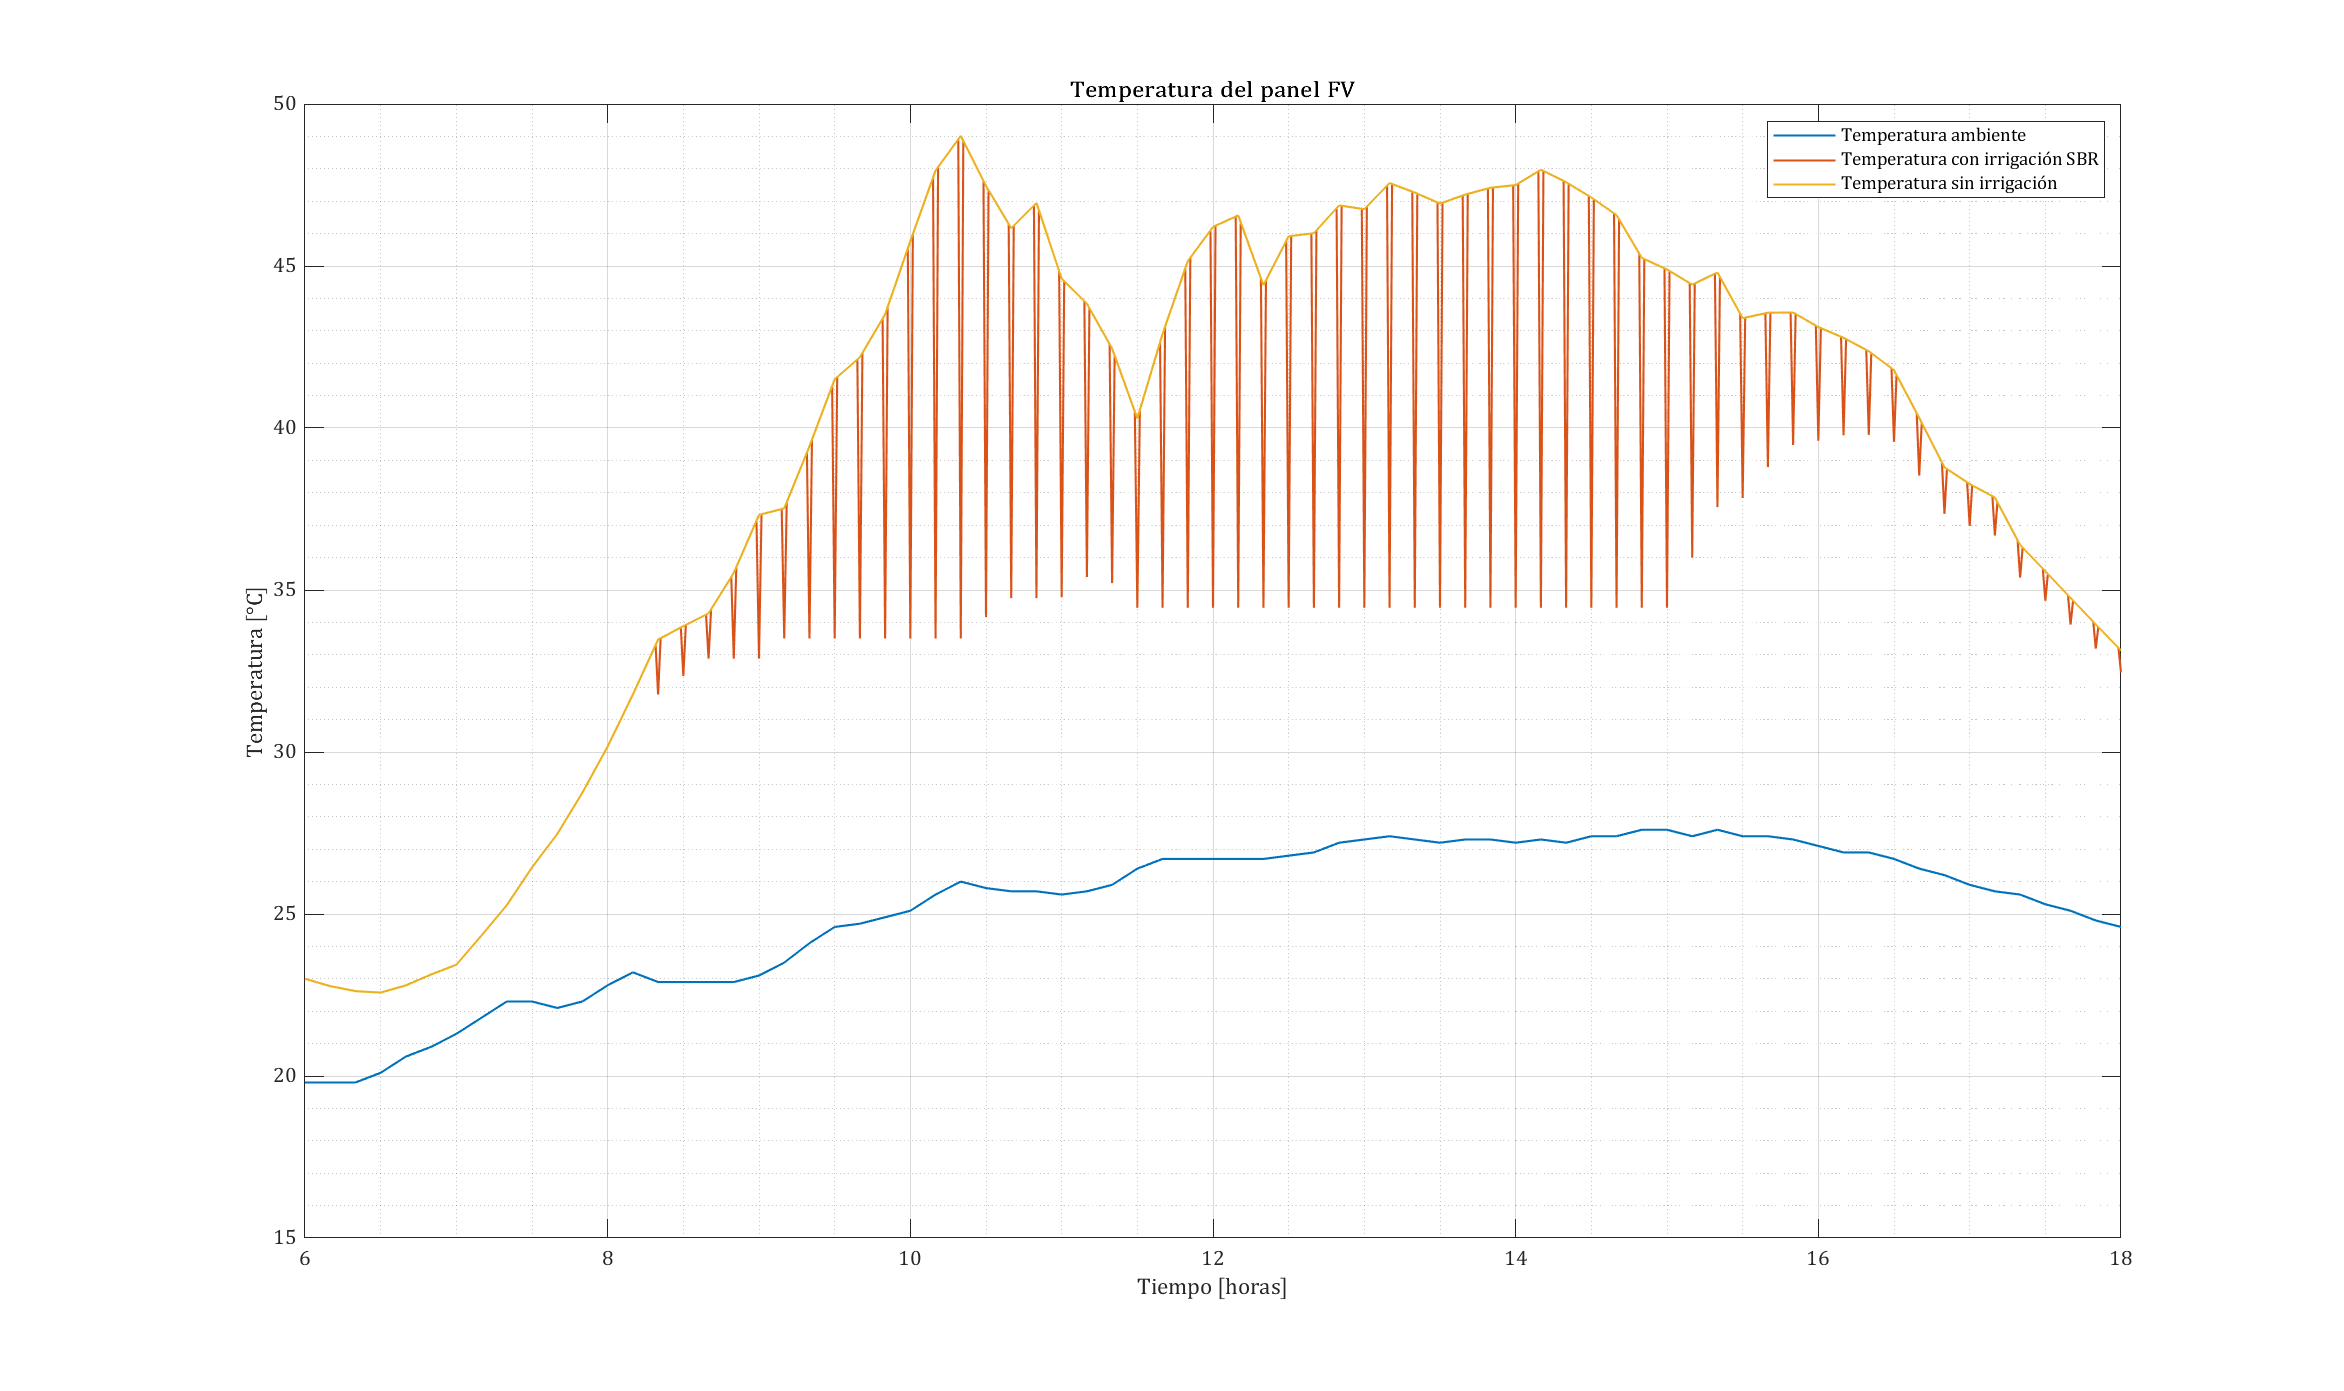 Temperatura del panel FV
50
Temperatura ambiente
Temperatura con irrigación SBR
Temperatura sin irrigación
45
40
35
Temperatura [°C]
30
25
20
15
6 8 10 12 14 16 18
Tiempo [horas]